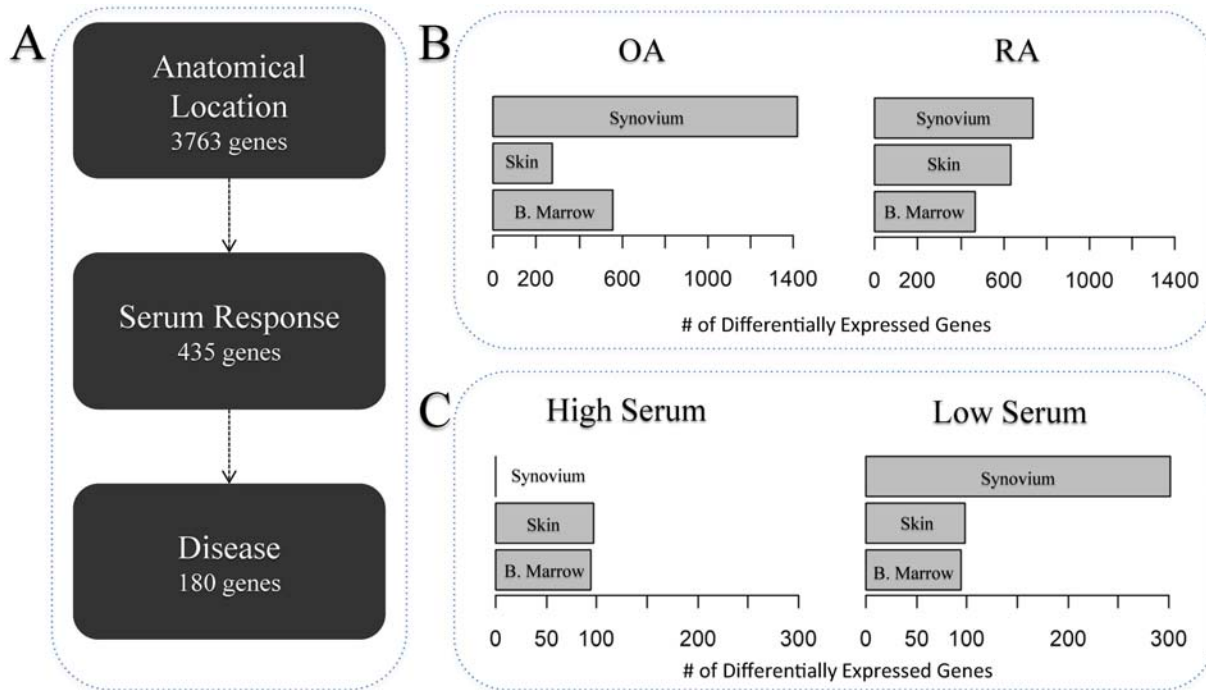 A
Anatomical
Location
3763 genes
Serum Response
435 genes
Disease
180 genes
B
OA
Synovium
Skin
B. Marrow
0 200 600 1000 1400
RA
Synovium
Skin
B. Marrow
0 200 600 1000 1400
# of Differentially Expressed Genes
C
High Serum
Synovium
Skin
B. Marrow
0 50 100 200 300
Low Serum
Synovium
Skin
B. Marrow
0 50 100 200 300
# of Differentially Expressed Genes